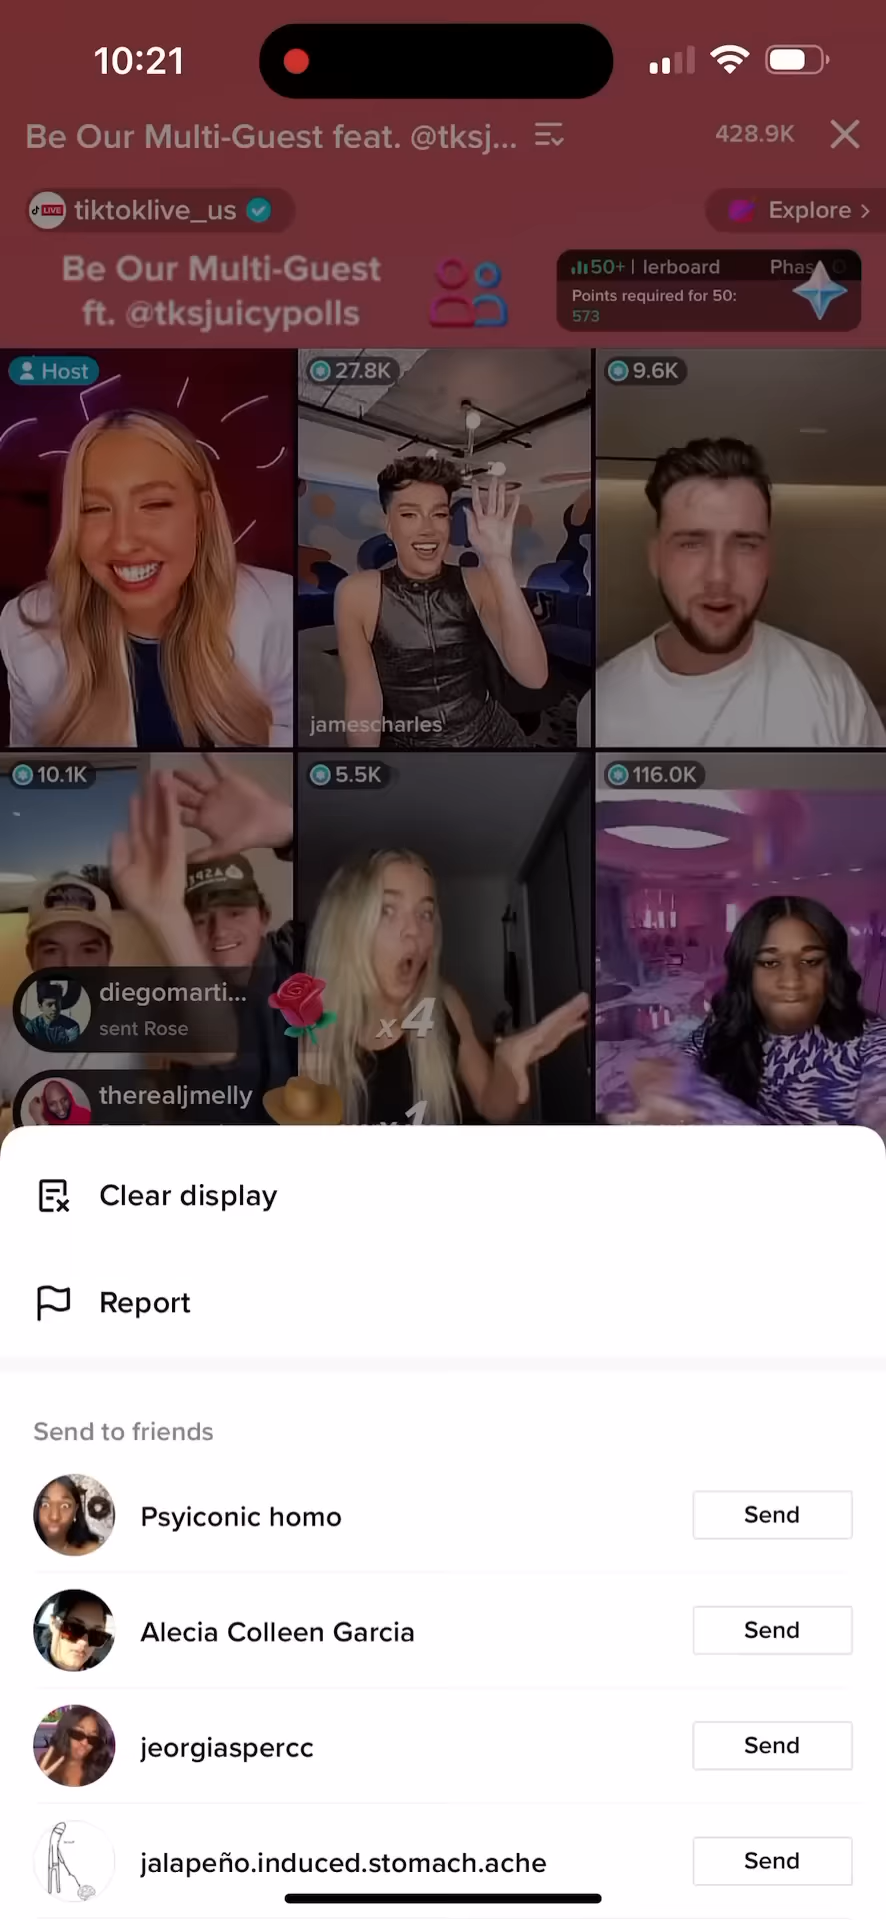 10:21
Be Our Multi-Guest feat. @tksj...
428.9K
LIVE
tiktoklive_us
Explore >
Be Our Multi-Guest
ft. @tksjuicypolls
50+ | lerboard Phas
Points required for 50:
573
Host
27.8K
9.6K
jamescharles
10.1K
5.5K
116.0K
diegomarti...
sent Rose
x4
therealjmelly
x1
Clear display
Report
Send to friends
Psyiconic homo
Send
Alecia Colleen Garcia
Send
jeorgiaspercc
Send
jalapeño.induced.stomach.ache
Send